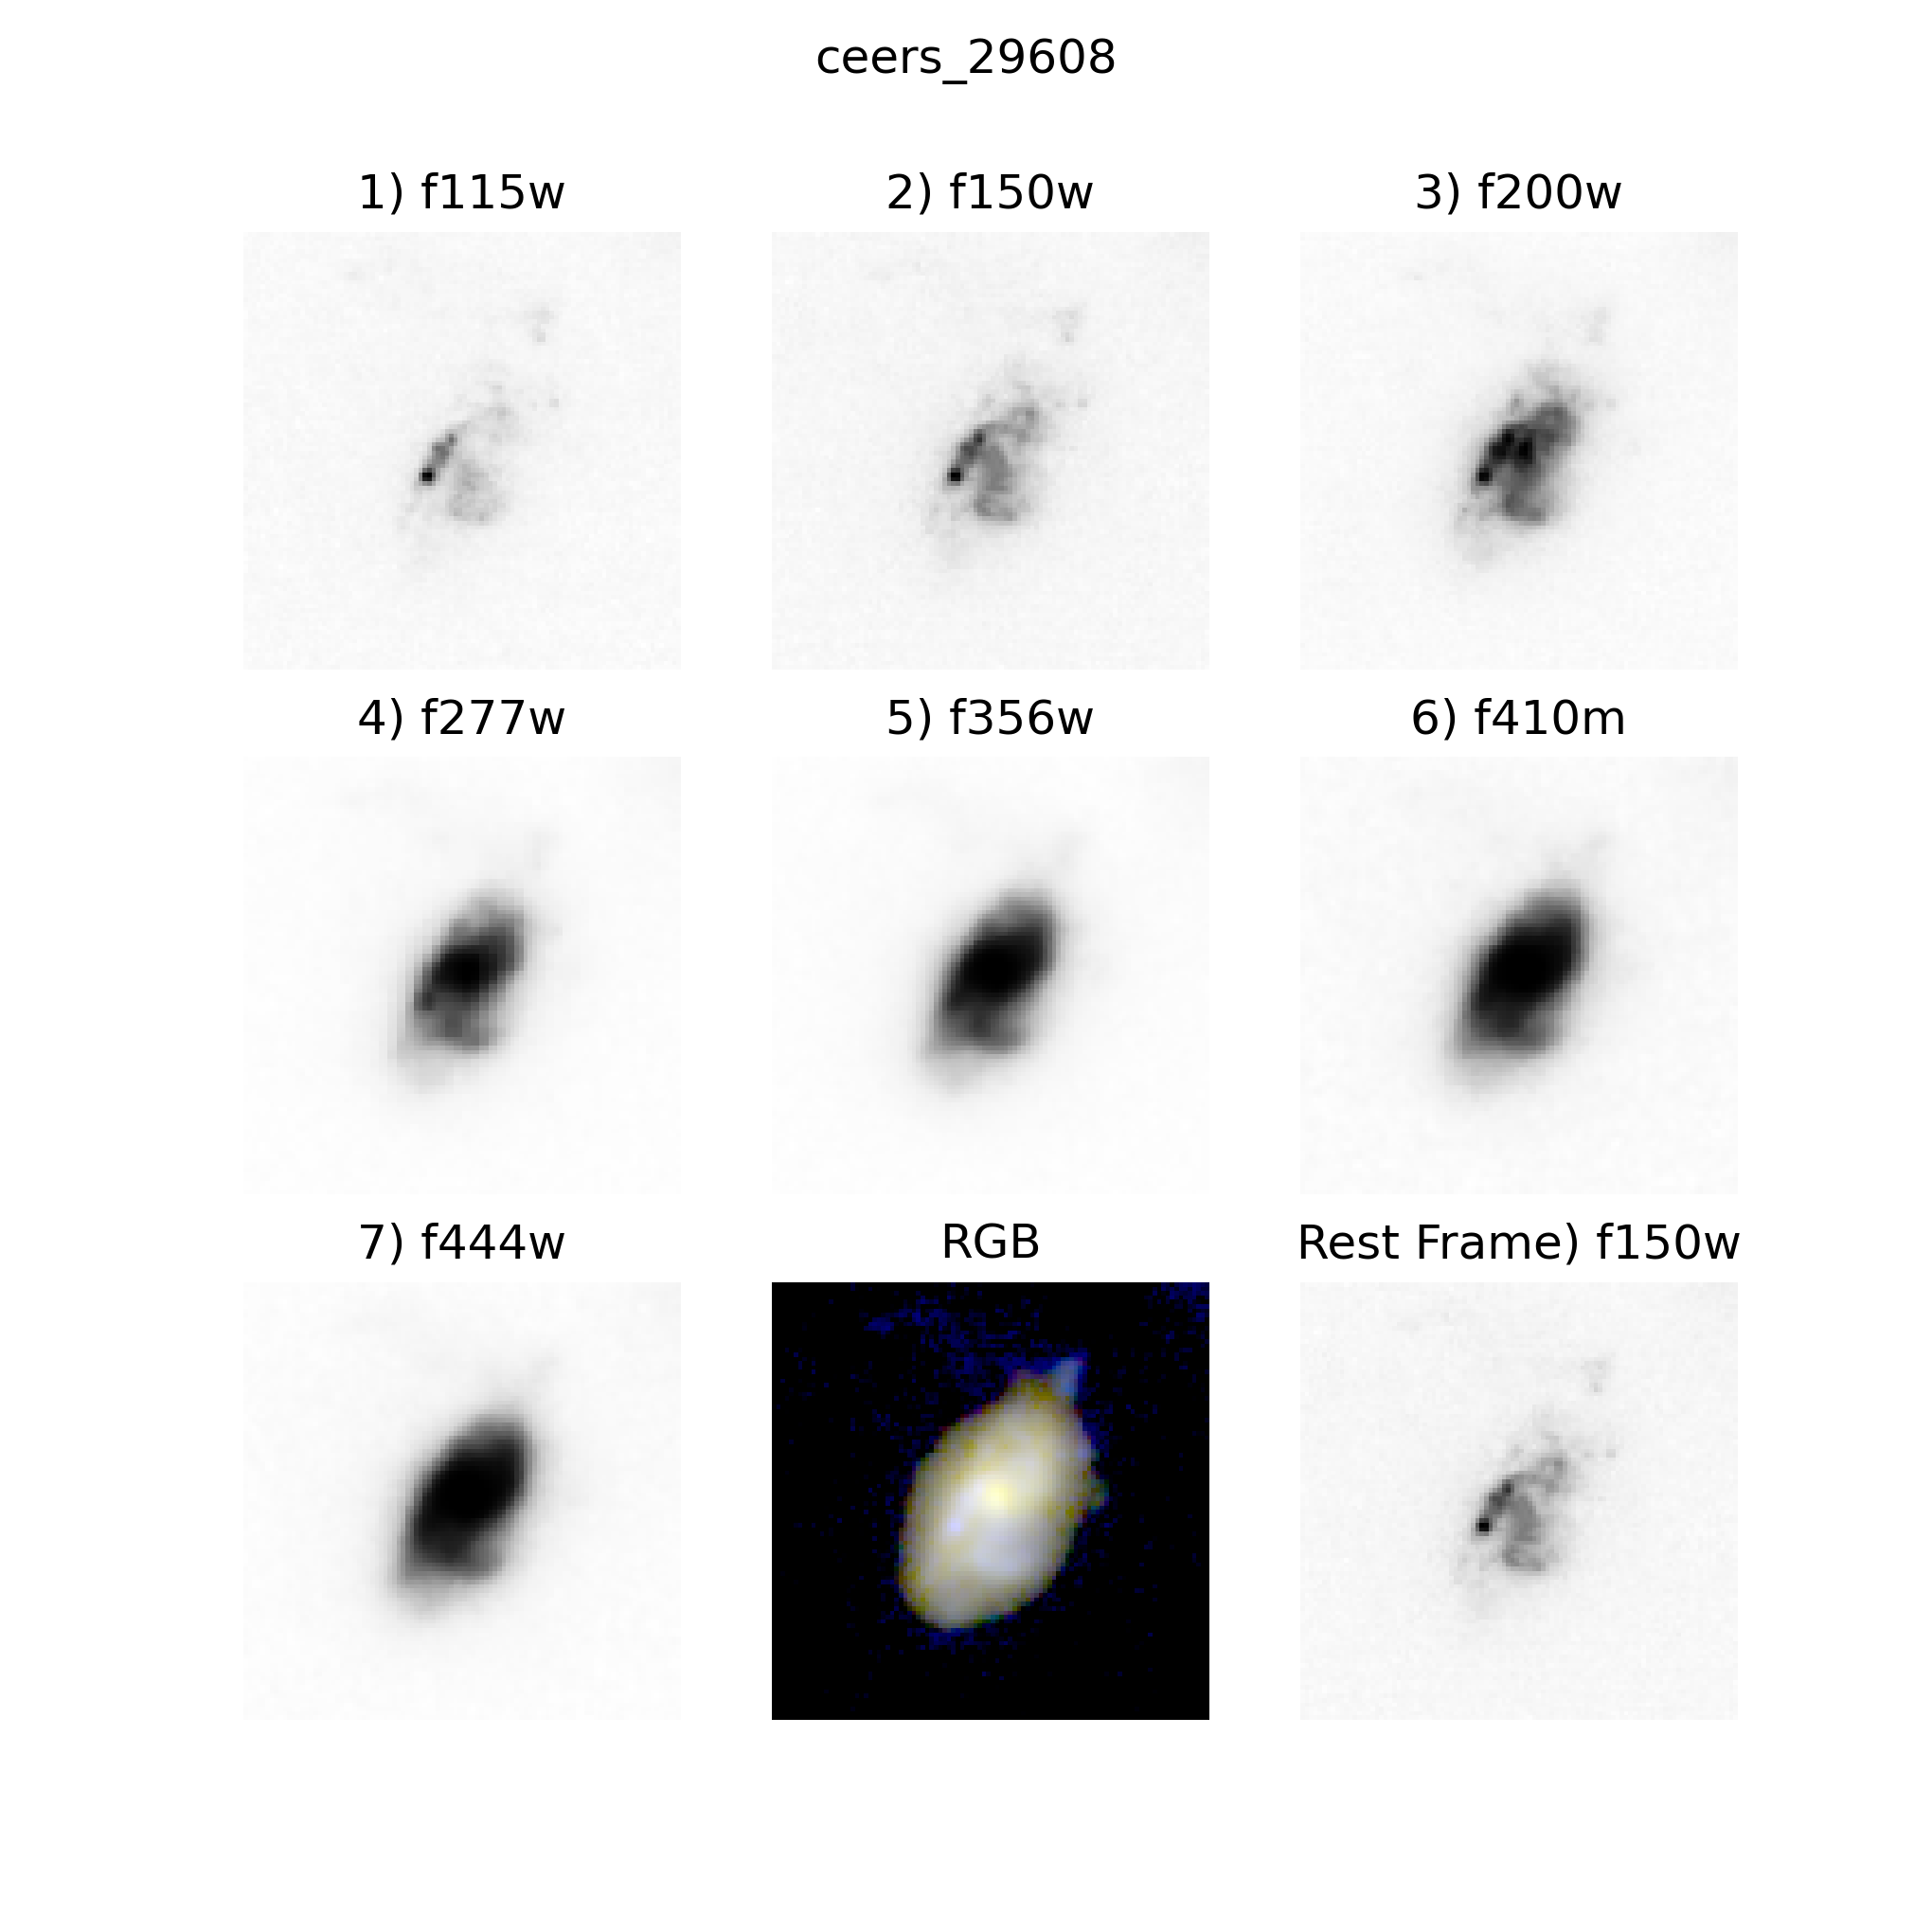 ceers_29608
1) f115w
2) f150w
3) f200w
4) f277w
5) f356w
6) f410m
7) f444w
RGB
Rest Frame) f150w